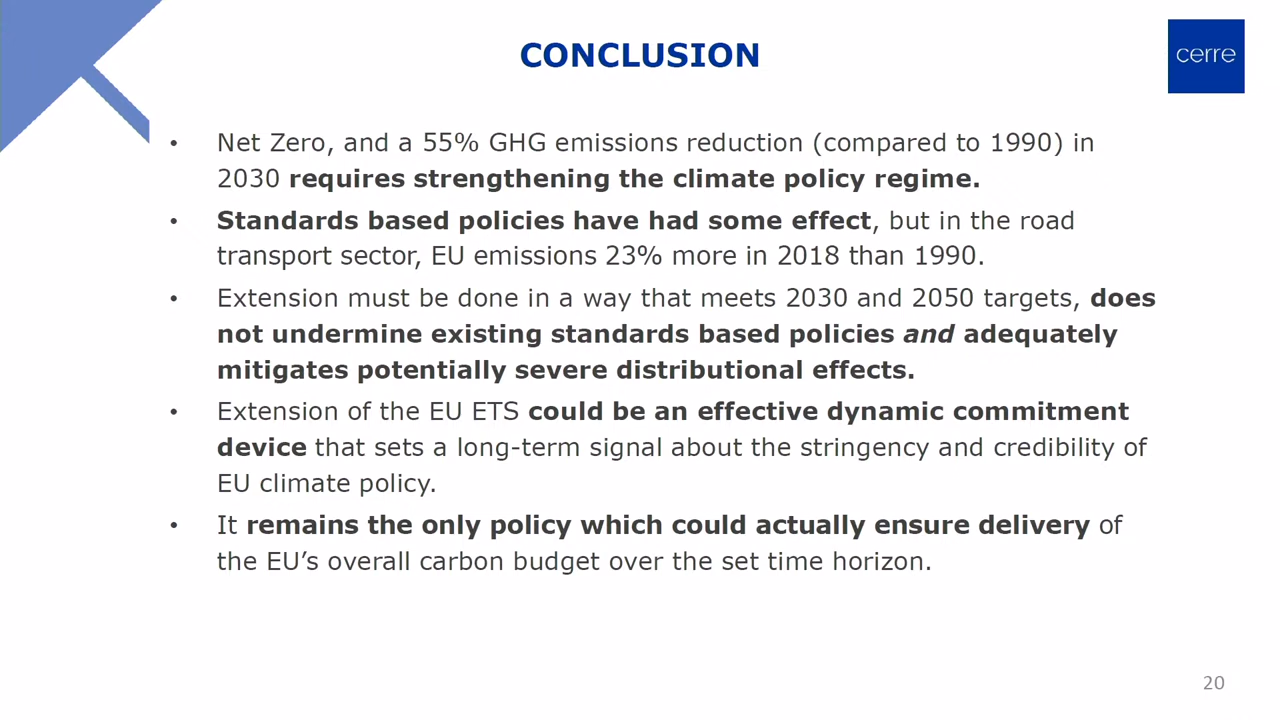 CONCLUSION
cerre
• Net Zero, and a 55% GHG emissions reduction (compared to 1990) in
2030 requires strengthening the climate policy regime.
• Standards based policies have had some effect, but in the road
transport sector, EU emissions 23% more in 2018 than 1990.
• Extension must be done in a way that meets 2030 and 2050 targets, does
not undermine existing standards based policies and adequately
mitigates potentially severe distributional effects.
• Extension of the EU ETS could be an effective dynamic commitment
device that sets a long-term signal about the stringency and credibility of
EU climate policy.
• It remains the only policy which could actually ensure delivery of
the EU’s overall carbon budget over the set time horizon.
20